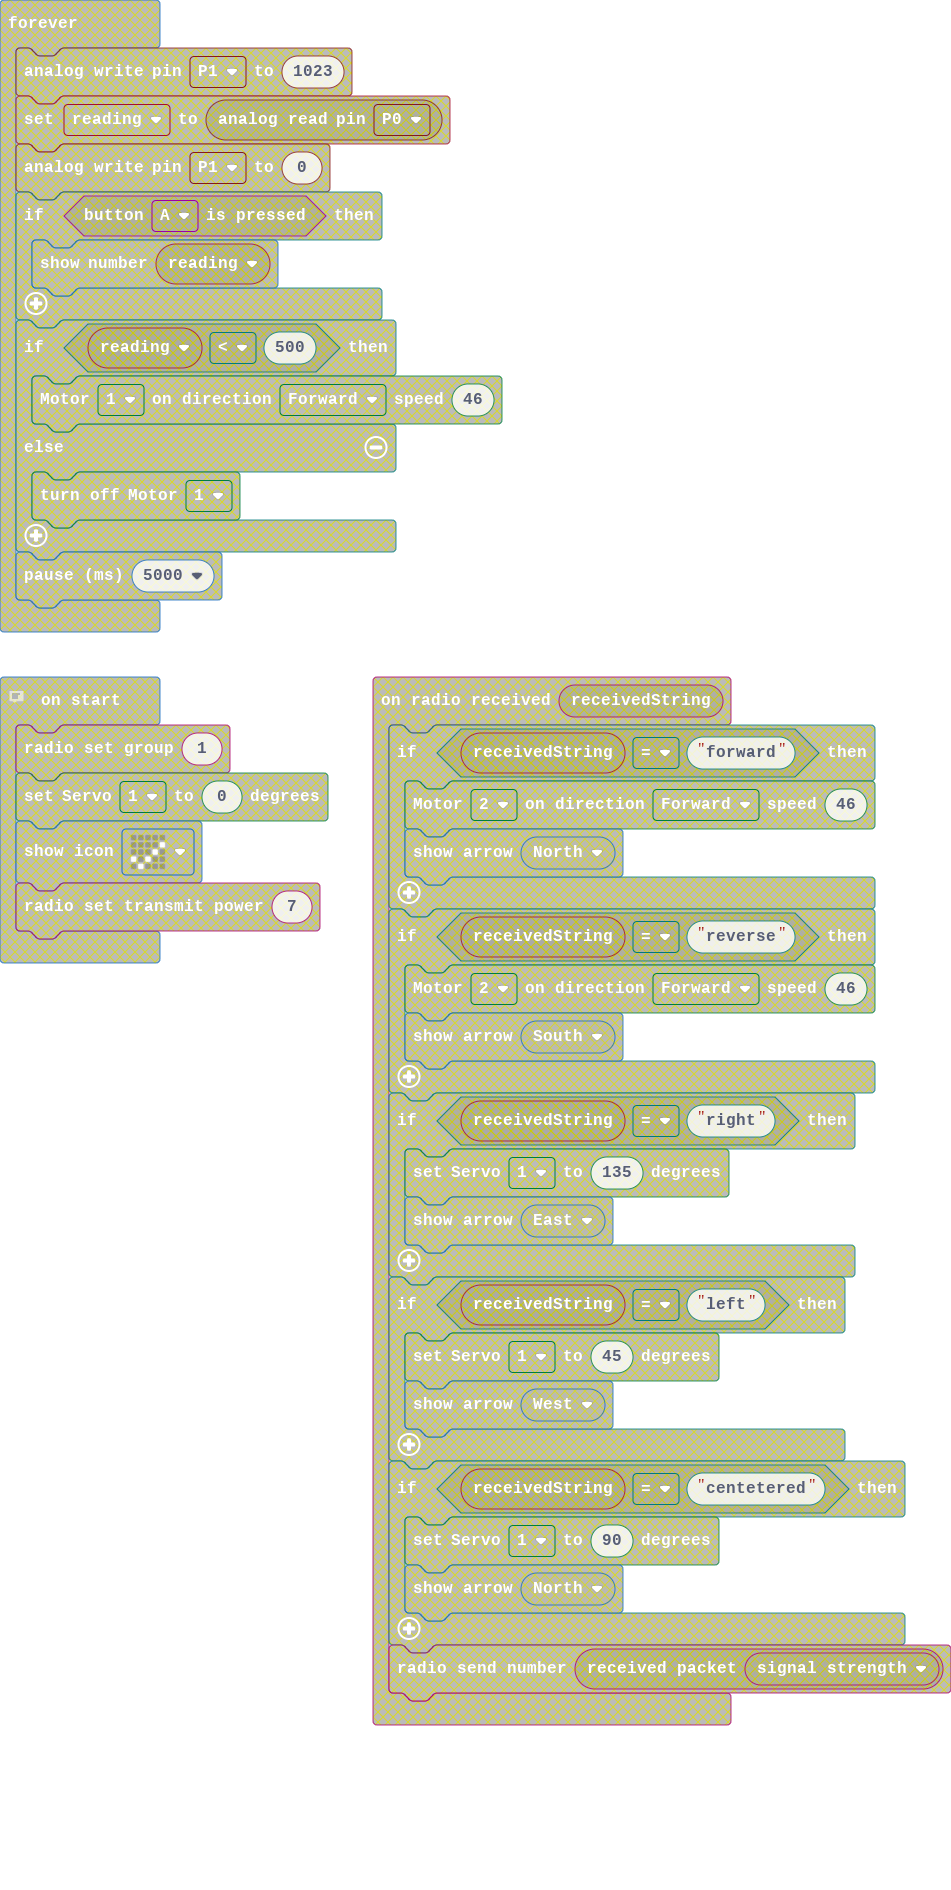 forever
analog write pin P1 to 1023
set reading to analog read pin P0
analog write pin P1 to 0
if button A is pressed then
show number reading
if reading < 500 then
Motor 1 on direction Forward speed 46
else
turn off Motor 1
pause (ms) 5000
on start
radio set group 1
set Servo 1 to 0 degrees
show icon
radio set transmit power 7
on radio received receivedString
if receivedString = "forward" then
Motor 2 on direction Forward speed 46
show arrow North
if receivedString = "reverse" then
Motor 2 on direction Forward speed 46
show arrow South
if receivedString = "right" then
set Servo 1 to 135 degrees
show arrow East
if receivedString = "left" then
set Servo 1 to 45 degrees
show arrow West
if receivedString = "centetered" then
set Servo 1 to 90 degrees
show arrow North
radio send number received packet signal strength